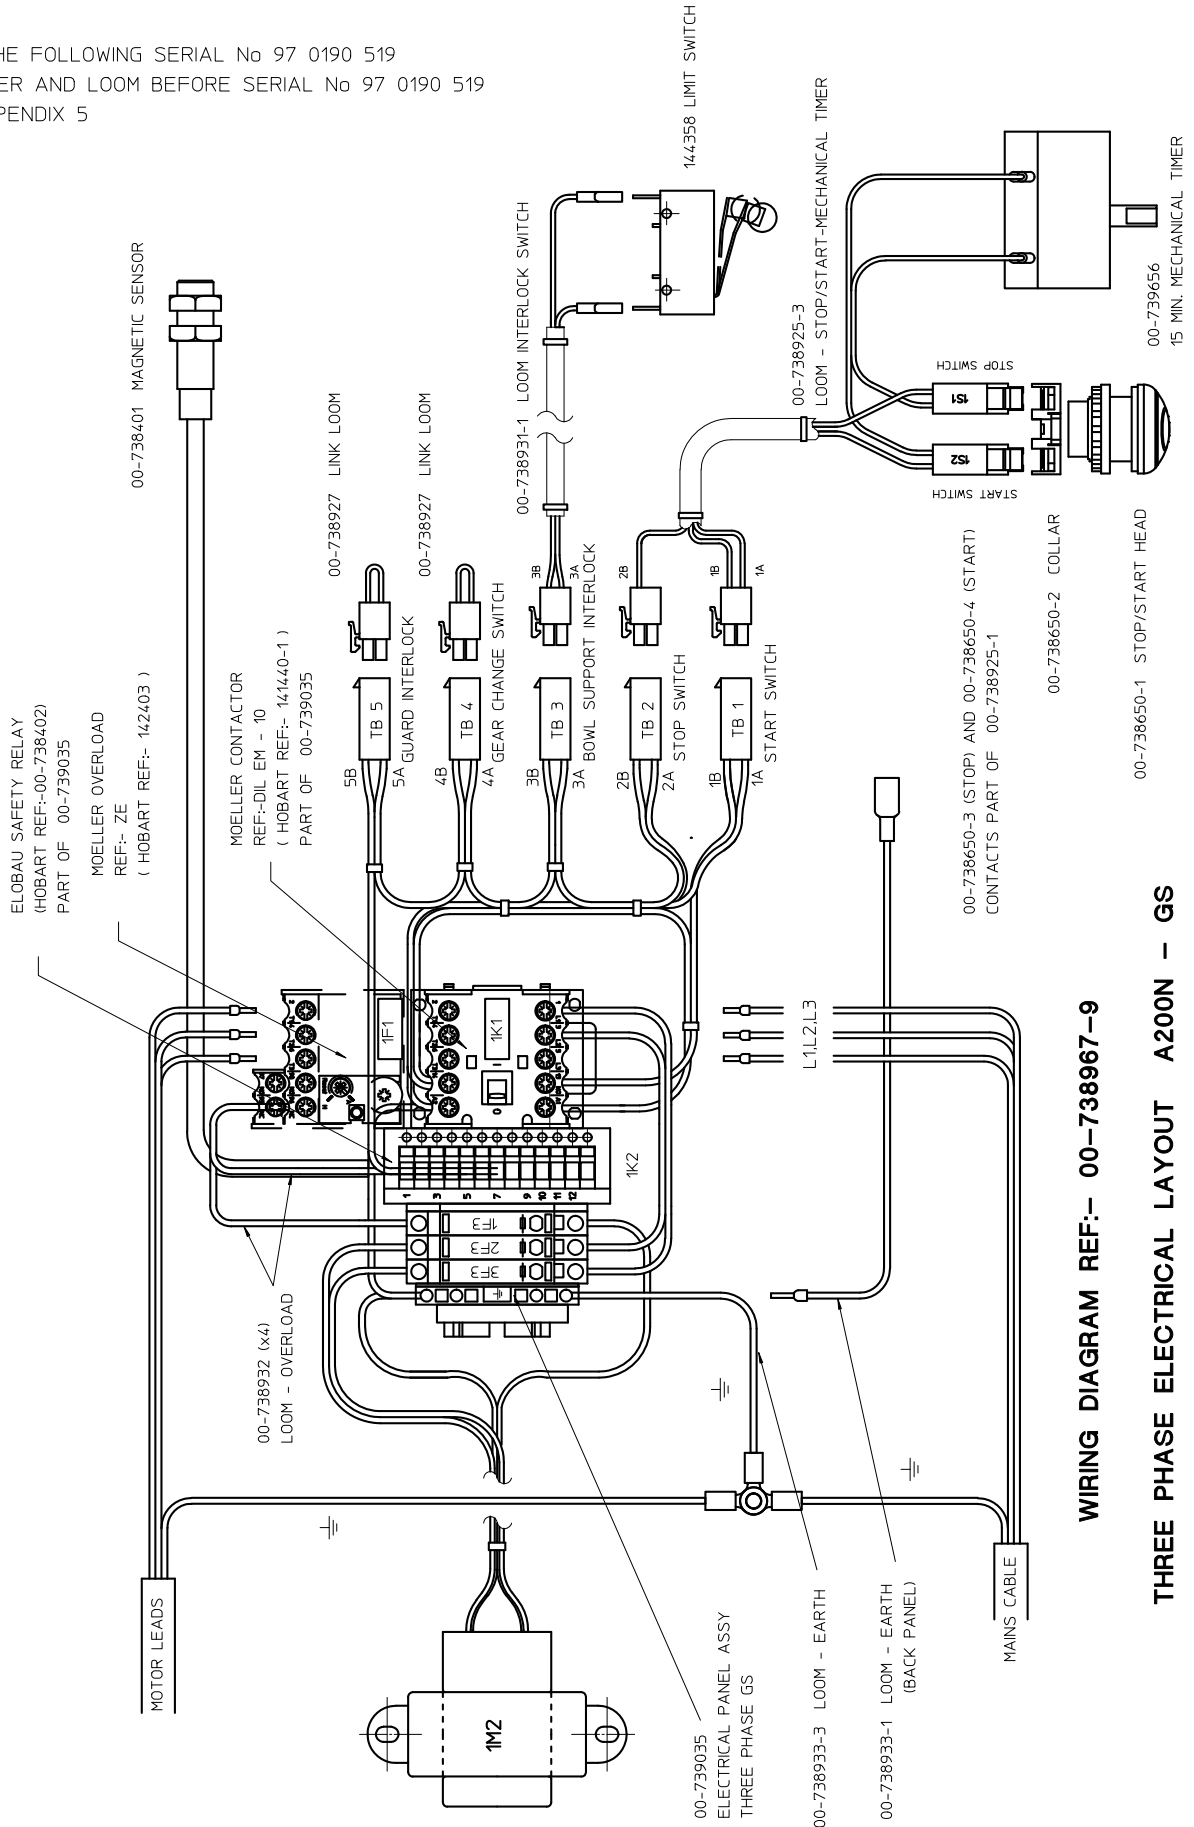 HE FOLLOWING SERIAL No 97 0190 519
ER AND LOOM BEFORE SERIAL No 97 0190 519
PENDIX 5
ELOBAU SAFETY RELAY
(HOBART REF:-00-738402)
PART OF 00-739035
MOELLER OVERLOAD
REF:- ZE
( HOBART REF:- 142403 )
00-738401 MAGNETIC SENSOR
MOELLER CONTACTOR
REF:-DIL EM - 10
( HOBART REF:- 141440-1 )
PART OF 00-739035
00-738927 LINK LOOM
00-738927 LINK LOOM
00-738931-1 LOOM INTERLOCK SWITCH
144358 LIMIT SWITCH
00-738925-3
LOOM - STOP/START-MECHANICAL TIMER
00-739656
15 MIN. MECHANICAL TIMER
STOP SWITCH
1S1
START SWITCH
1S2
00-738650-3 (STOP) AND 00-738650-4 (START)
CONTACTS PART OF 00-738925-1
00-738650-2 COLLAR
00-738650-1 STOP/START HEAD
TB 5
5B
5A
GUARD INTERLOCK
TB 4
4B
4A
GEAR CHANGE SWITCH
TB 3
3B
3A
BOWL SUPPORT INTERLOCK
3B
3A
TB 2
2B
2A
STOP SWITCH
2B
TB 1
1B
1A
START SWITCH
1B
1A
1F1
1K1
1K2
1
3
5
7
9
10
11
12
1F3
2F3
3F3
L1,L2,L3
00-738932 (x4)
LOOM - OVERLOAD
MOTOR LEADS
MAINS CABLE
1M2
00-739035
ELECTRICAL PANEL ASSY
THREE PHASE GS
00-738933-3 LOOM - EARTH
00-738933-1 LOOM - EARTH
(BACK PANEL)
WIRING DIAGRAM REF:- 00-738967-9
THREE PHASE ELECTRICAL LAYOUT A200N - GS